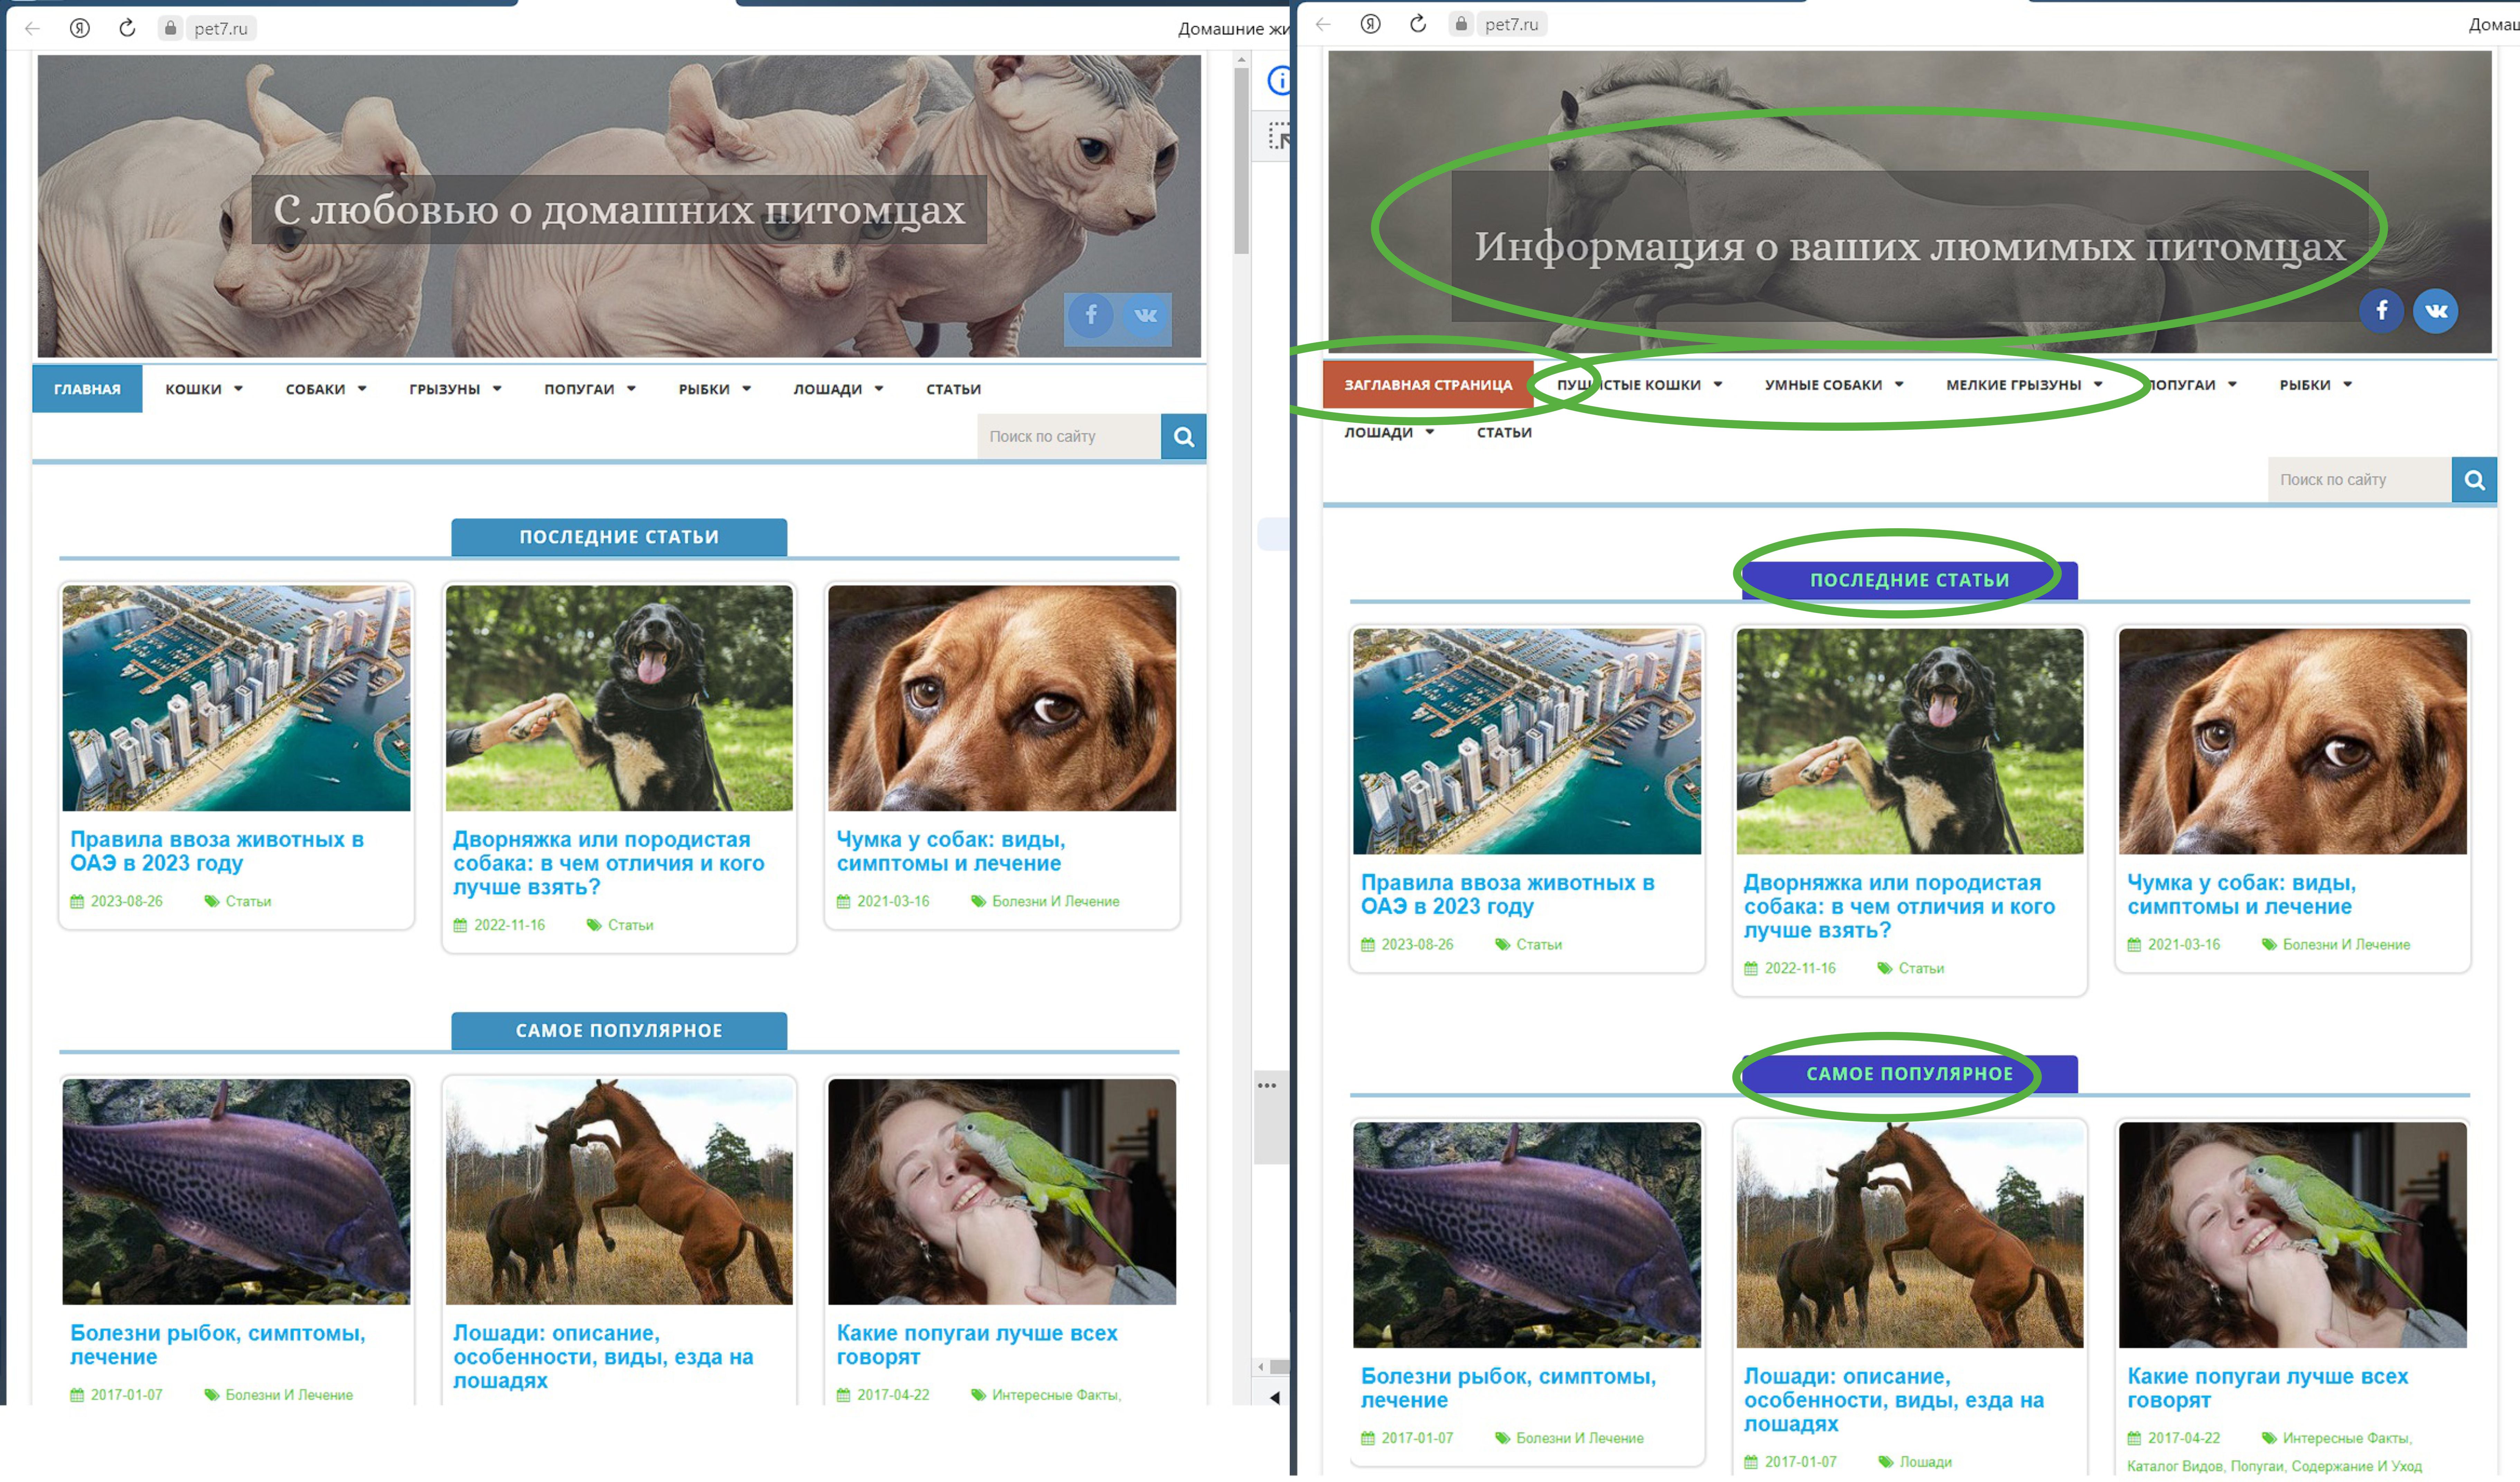 pet7.ru
Домашние жи
С любовью о домашних питомцах
ГЛАВНАЯ КОШКИ СОБАКИ ГРЫЗУНЫ ПОПУГАИ РЫБКИ ЛОШАДИ СТАТЬИ
Поиск по сайту
ПОСЛЕДНИЕ СТАТЬИ
Правила ввоза животных в
ОАЭ в 2023 году
2023-08-26 Статьи
Дворняжка или породистая
собака: в чем отличия и кого
лучше взять?
2022-11-16 Статьи
Чумка у собак: виды,
симптомы и лечение
2021-03-16 Болезни И Лечение
САМОЕ ПОПУЛЯРНОЕ
Болезни рыбок, симптомы,
лечение
2017-01-07 Болезни И Лечение
Лошади: описание,
особенности, виды, езда на
лошадях
Какие попугаи лучше всех
говорят
2017-04-22 Интересные Факты,
pet7.ru
Домаш
Информация о ваших люмимых питомцах
ЗАГЛАВНАЯ СТРАНИЦА ПУШИСТЫЕ КОШКИ УМНЫЕ СОБАКИ МЕЛКИЕ ГРЫЗУНЫ ПОПУГАИ РЫБКИ
ЛОШАДИ СТАТЬИ
Поиск по сайту
ПОСЛЕДНИЕ СТАТЬИ
Правила ввоза животных в
ОАЭ в 2023 году
2023-08-26 Статьи
Дворняжка или породистая
собака: в чем отличия и кого
лучше взять?
2022-11-16 Статьи
Чумка у собак: виды,
симптомы и лечение
2021-03-16 Болезни И Лечение
САМОЕ ПОПУЛЯРНОЕ
Болезни рыбок, симптомы,
лечение
2017-01-07 Болезни И Лечение
Лошади: описание,
особенности, виды, езда на
лошадях
2017-01-07 Лошади
Какие попугаи лучше всех
говорят
2017-04-22 Интересные Факты,
Каталог Видов, Попугаи, Содержание И Уход